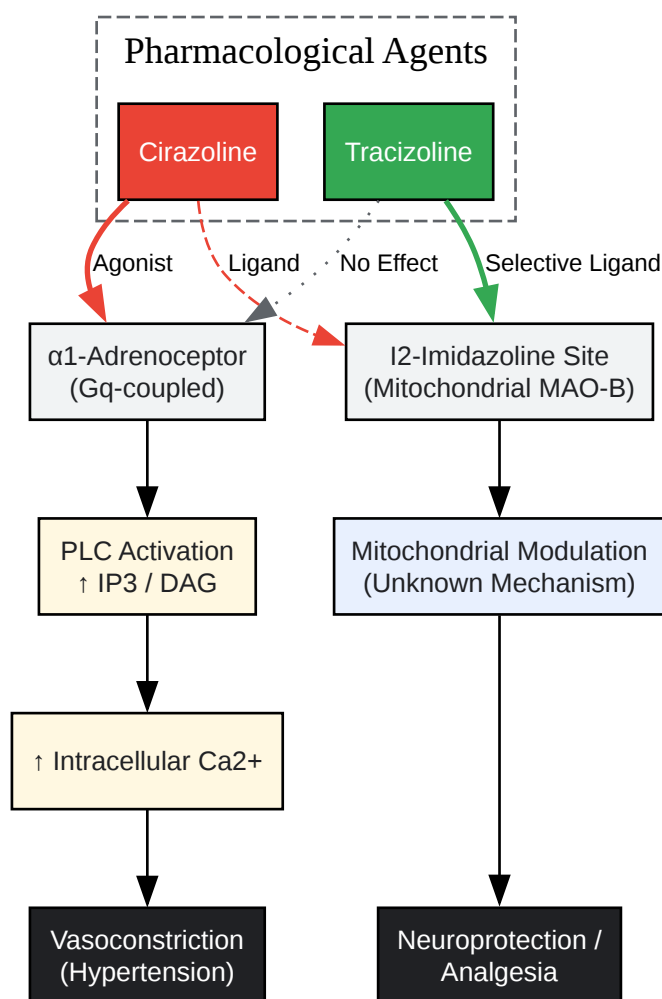 Pharmacological Agents
Cirazoline
Tracizoline
Agonist
Ligand
No Effect
Selective Ligand
α1-Adrenoceptor
(Gq-coupled)
I2-Imidazoline Site
(Mitochondrial MAO-B)
PLC Activation
↑ IP3 / DAG
Mitochondrial Modulation
(Unknown Mechanism)
↑ Intracellular Ca2+
Vasoconstriction
(Hypertension)
Neuroprotection /
Analgesia